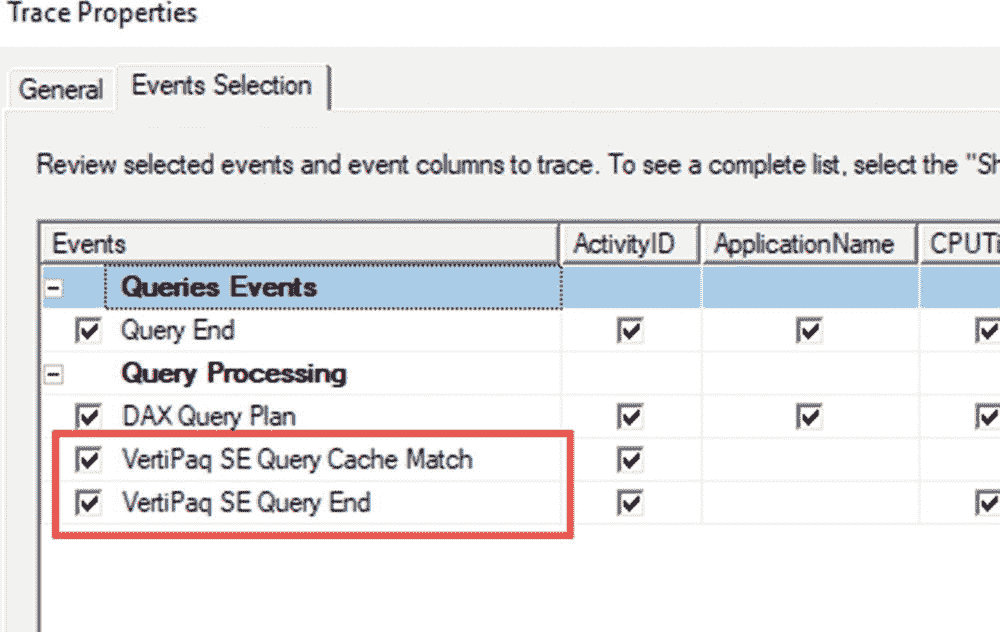 Trace Properties
General Events Selection
Review selected events and event columns to trace. To see a complete list, select the "Sh
Events ActivityID ApplicationName CPUTi
Queries Events
Query End
Query Processing
DAX Query Plan
VertiPaq SE Query Cache Match
VertiPaq SE Query End